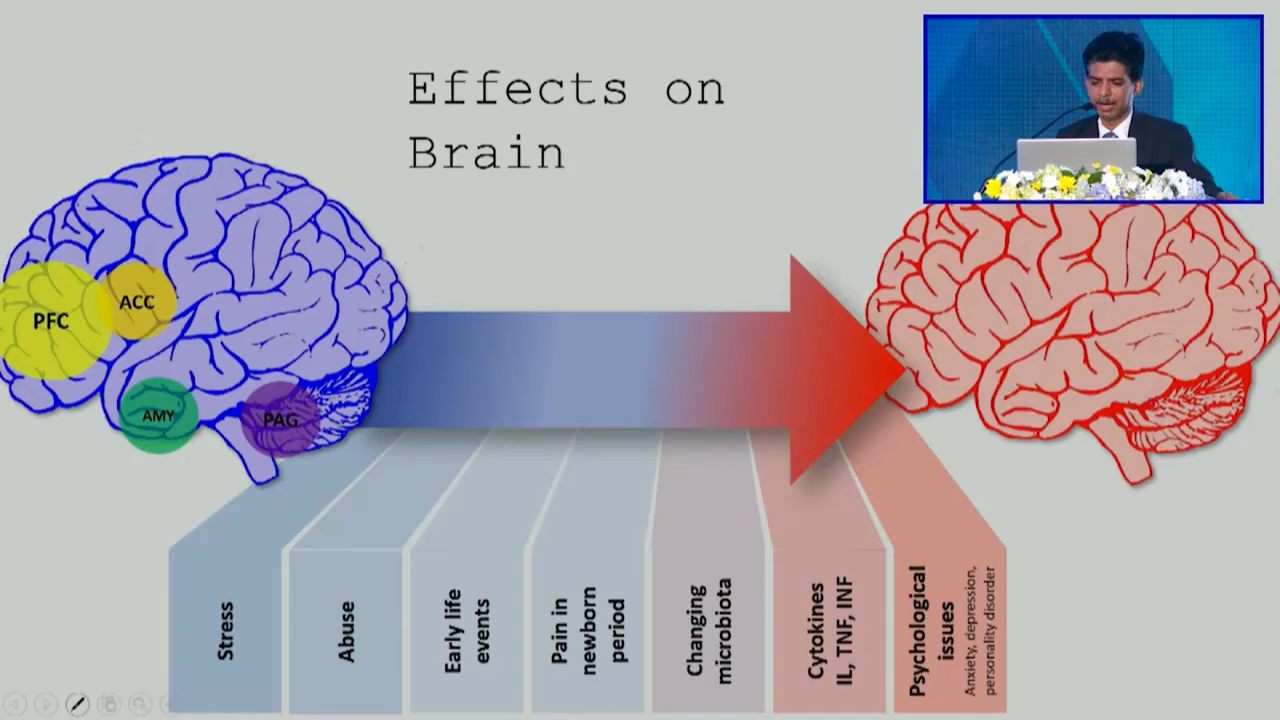 Effects on
Brain
PFC
ACC
AMY
PAG
Stress
Abuse
Early life
events
Pain in
newborn
period
Changing
microbiota
Cytokines
IL, TNF, INF
Psychological
issues
Anxiety, depression,
personality disorder